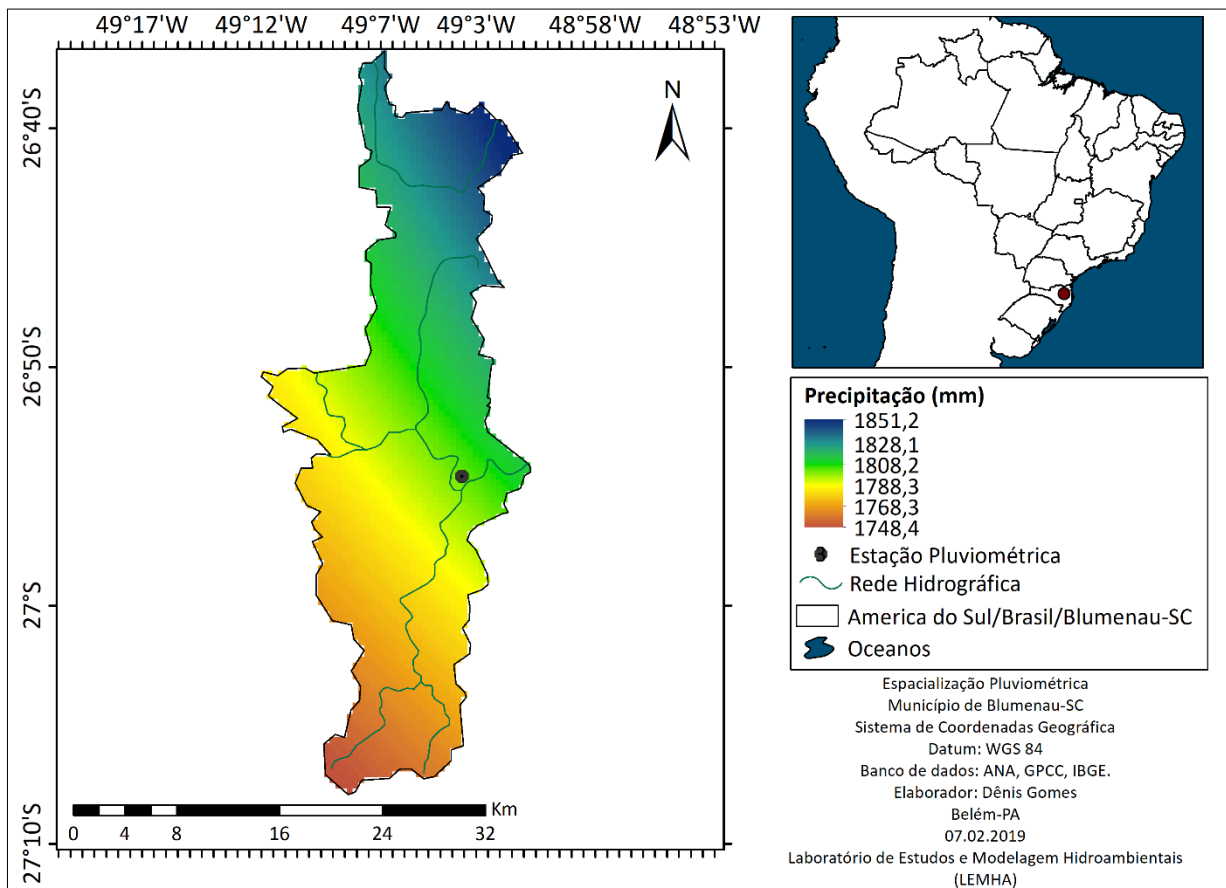 49°17'W 49°12'W 49°7'W 49°3'W 48°58'W 48°53'W
26°40'S
26°50'S
27°S
27°10'S
N
Km
0 4 8 16 24 32
Precipitação (mm)
1851,2
1828,1
1808,2
1788,3
1768,3
1748,4
Estação Pluviométrica
Rede Hidrográfica
America do Sul/Brasil/Blumenau-SC
Oceanos
Espacialização Pluviométrica
Município de Blumenau-SC
Sistema de Coordenadas Geográfica
Datum: WGS 84
Banco de dados: ANA, GPCC, IBGE.
Elaborador: Dênis Gomes
Belém-PA
07.02.2019
Laboratório de Estudos e Modelagem Hidroambientais
(LEMHA)